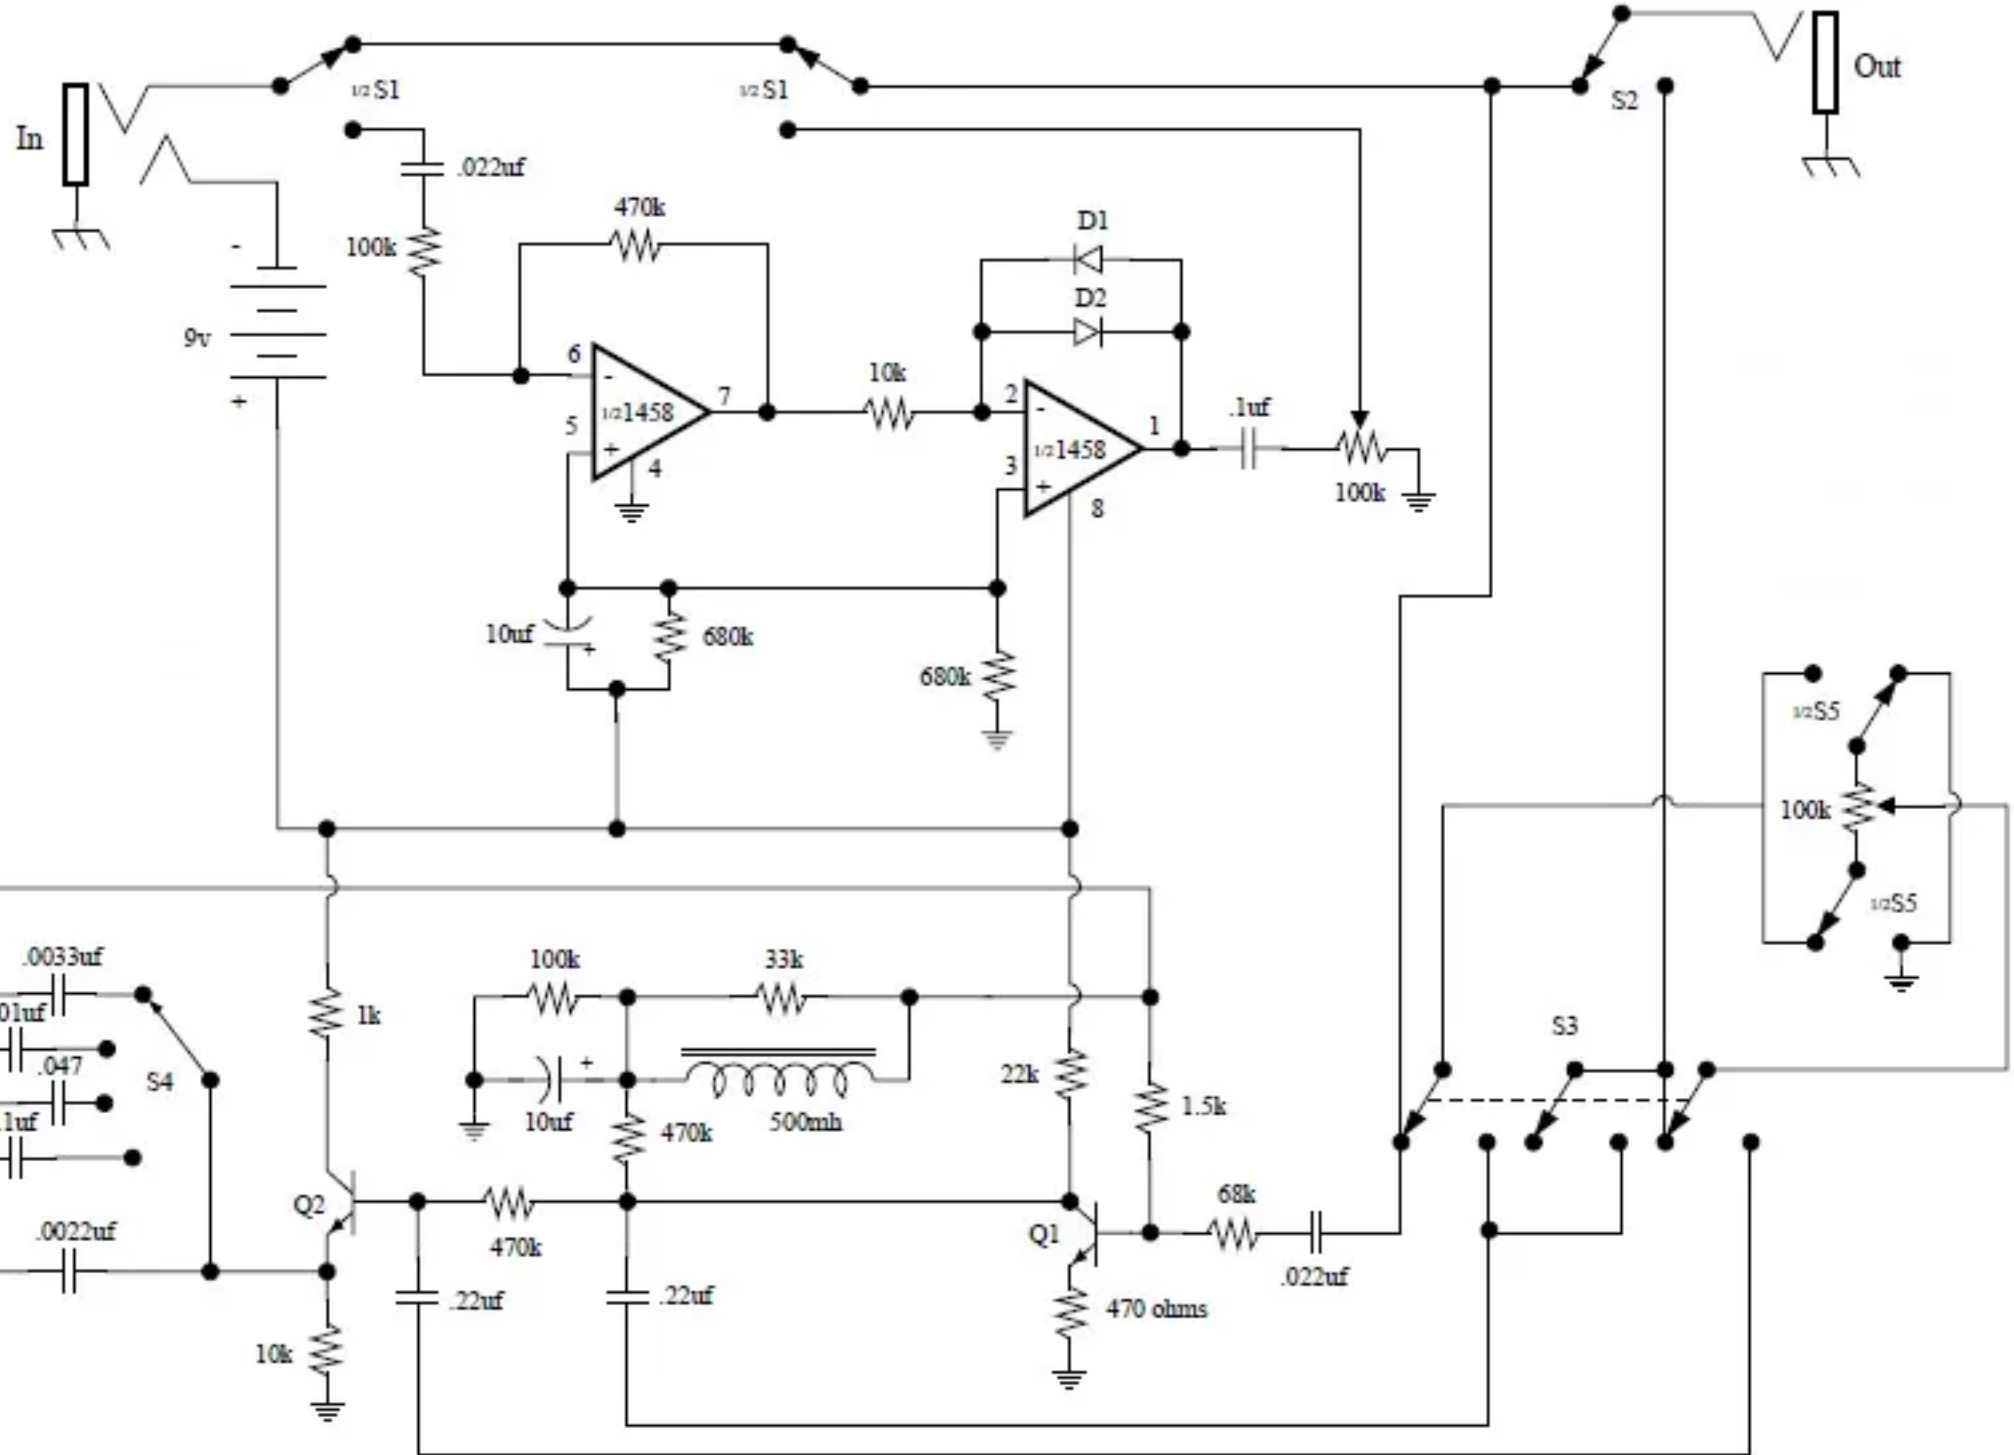 In
1/2 S1
1/2 S1
S2
Out
.022uf
470k
100k
D1
D2
-
9v
+
6
-
1/2 1458
7
5
+
4
10k
2
-
1/2 1458
1
3
+
8
.1uf
100k
10uf
+
680k
680k
1/2 S5
100k
1/2 S5
.0033uf
01uf
.047
.1uf
S4
1k
100k
33k
+
10uf
470k
500mh
22k
1.5k
S3
Q2
470k
Q1
68k
.022uf
.0022uf
.22uf
.22uf
470 ohms
10k